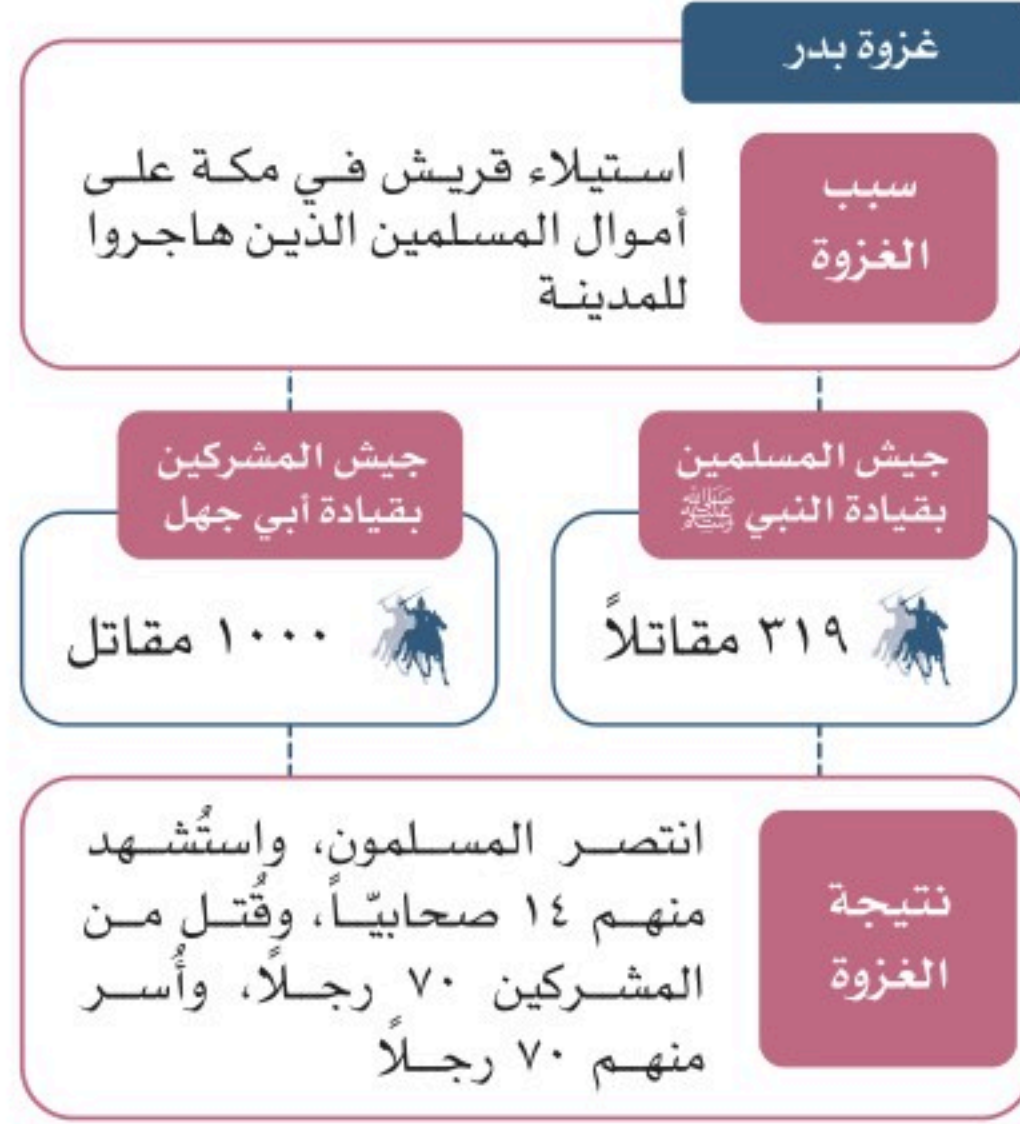 غزوة بدر
سبب
الغزوة
استيلاء قريش في مكة على
أموال المسلمين الذين هاجروا
للمدينة
جيش المسلمين
بقيادة النبي ﷺ
٣١٩ مقاتلاً
جيش المشركين
بقيادة أبي جهل
١٠٠٠ مقاتل
نتيجة
الغزوة
انتصر المسلمون، واستُشهد
منهم ١٤ صحابيّاً، وقُتل من
المشركين ٧٠ رجلاً، وأُسر
منهم ٧٠ رجلاً